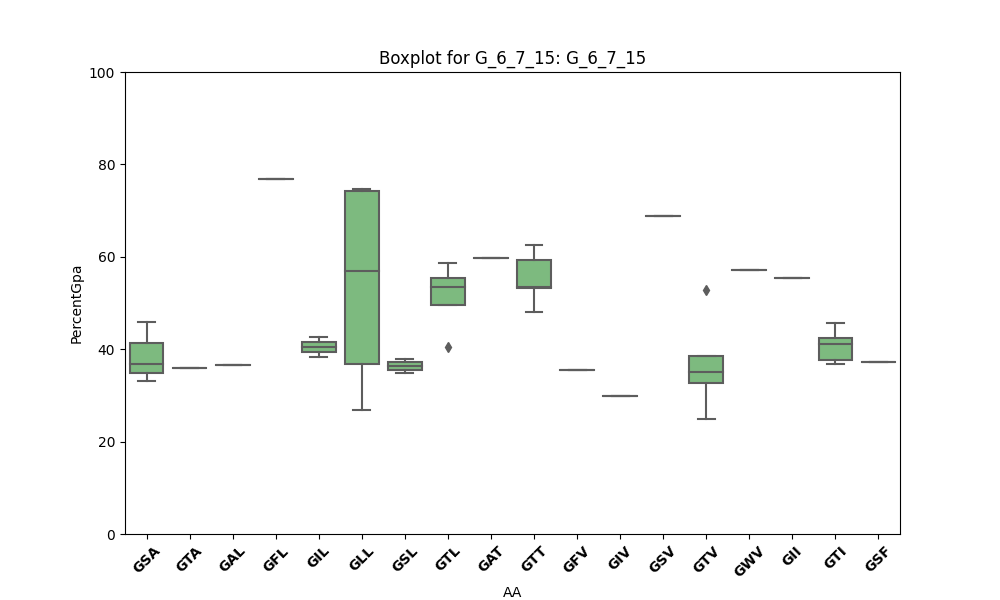 Boxplot for G_6_7_15: G_6_7_15
PercentGpa
100
80
60
40
20
0
GSA GTA GAL GFL GIL GLL GSL GTL GAT GTT GFV GIV GSV GTV GWV GII GTI GSF
AA